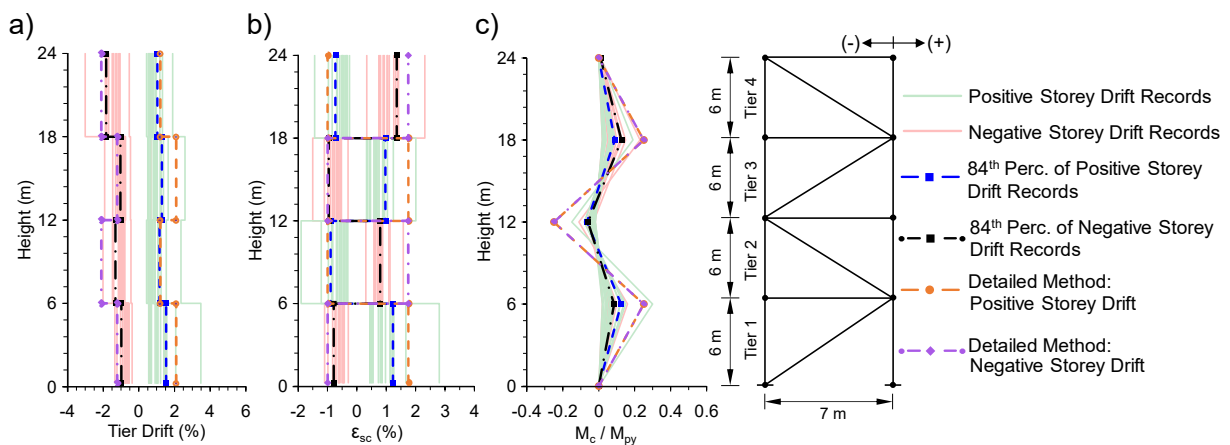 a)
24
18
12
6
0
Height (m)
-4 -2 0 2 4 6
Tier Drift (%)
b)
24
18
12
6
0
Height (m)
-2 -1 0 1 2 3
ε_sc (%)
c)
24
18
12
6
0
Height (m)
-0.4 -0.2 0 0.2 0.4 0.6
M_c / M_py
(-) (+)
6 m Tier 4
6 m Tier 3
6 m Tier 2
6 m Tier 1
7 m
Positive Storey Drift Records
Negative Storey Drift Records
84th Perc. of Positive Storey
Drift Records
84th Perc. of Negative Storey
Drift Records
Detailed Method:
Positive Storey Drift
Detailed Method:
Negative Storey Drift